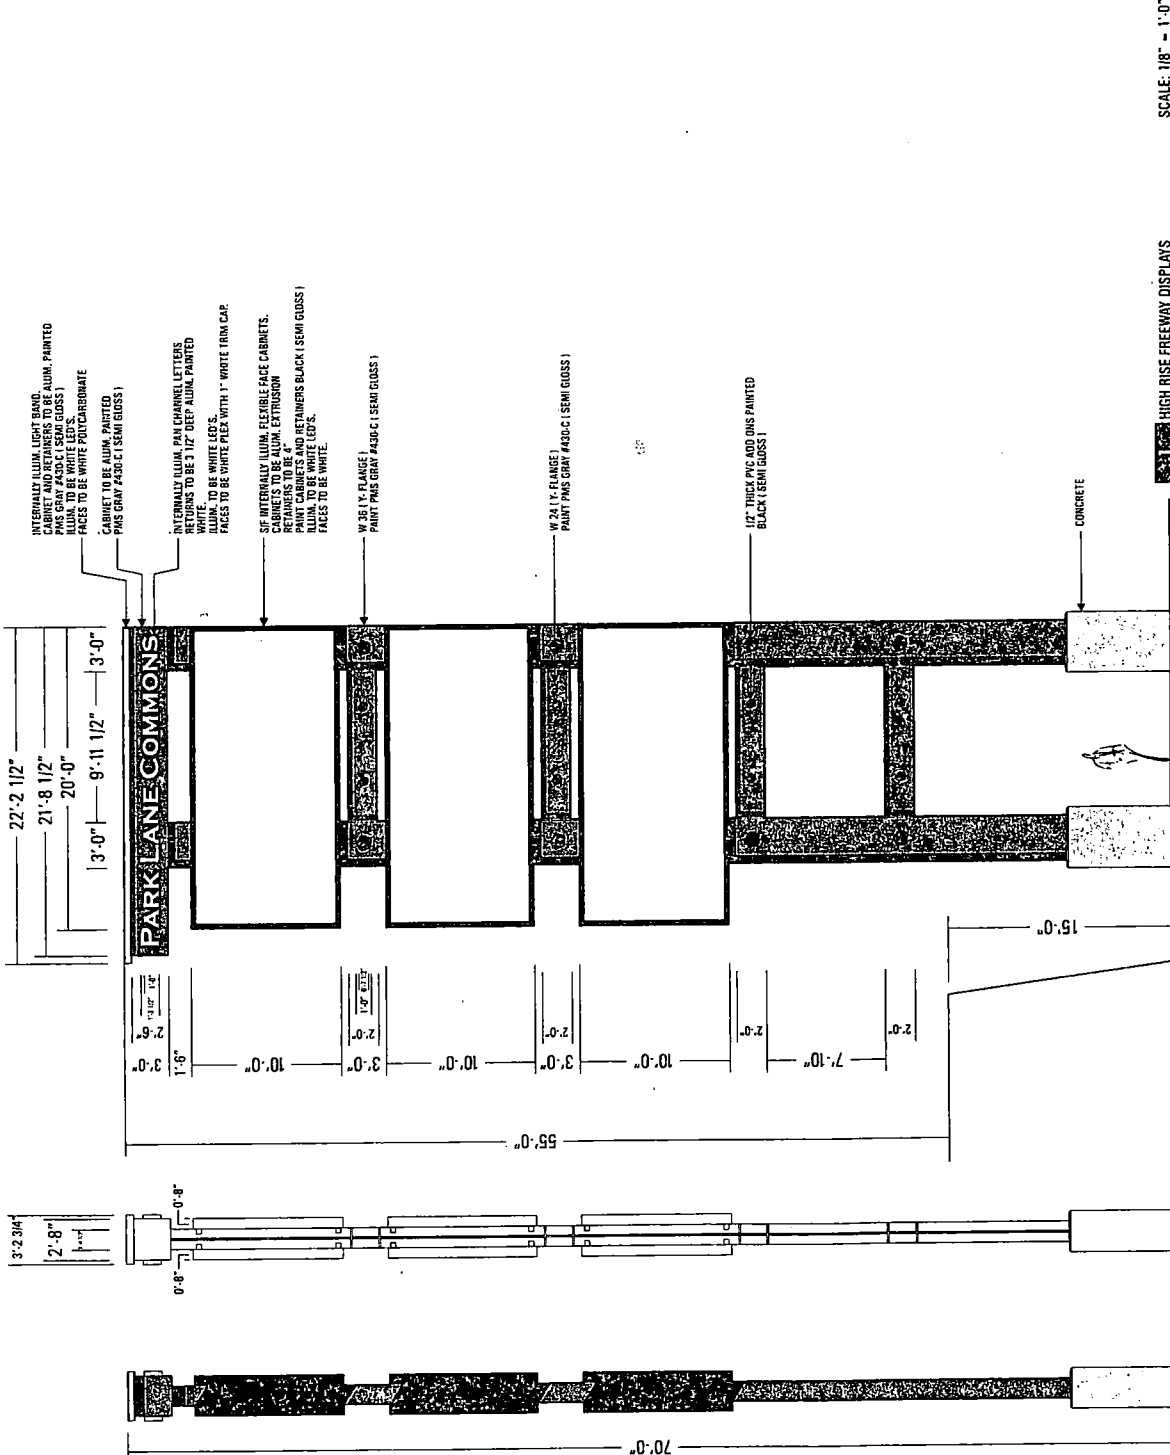 SCALE: 1/8" = 1'-0"
INTERNALLY ILLUM. LIGHT BAND.
CABINET AND RETAINERS TO BE ALUM. PAINTED
PMS GRAY #430-C ( SEMI GLOSS )
ILLUM. TO BE WHITE LED'S.
FACES TO BE WHITE POLYCARBONATE
CABINET TO BE ALUM. PAINTED
PMS GRAY #430-C ( SEMI GLOSS )
INTERNALLY ILLUM. PAN CHANNEL LETTERS
RETURNS TO BE 3 1/2" DEEP ALUM. PAINTED
WHITE.
ILLUM. TO BE WHITE LED'S.
FACES TO BE WHITE PLEX WITH 1" WHITE TRIM CAP.
S/F INTERNALLY ILLUM. FLEXIBLE FACE CABINETS.
CABINETS TO BE ALUM. EXTRUSION
RETAINERS TO BE 4"
PAINT CABINETS AND RETAINERS BLACK ( SEMI GLOSS )
ILLUM. TO BE WHITE LED'S.
FACES TO BE WHITE.
W 36 ( Y-FLANGE )
PAINT PMS GRAY #430-C ( SEMI GLOSS )
W 24 ( Y-FLANGE )
PAINT PMS GRAY #430-C ( SEMI GLOSS )
1/2" THICK PVC ADD ONS PAINTED
BLACK ( SEMI GLOSS )
CONCRETE
HIGH RISE FREEWAY DISPLAYS
22'-2 1/2"
21'-8 1/2"
20'-0"
3'-0"
9'-11 1/2"
3'-0"
PARK LANE COMMONS
2'-6"
3'-0"
1'-6"
10'-0"
1'-0"
2'-0"
3'-0"
10'-0"
2'-0"
3'-0"
10'-0"
2'-0"
7'-10"
2'-0"
15'-0"
55'-0"
3'-2 3/4"
2'-8"
0'-8"
0'-8"
70'-0"